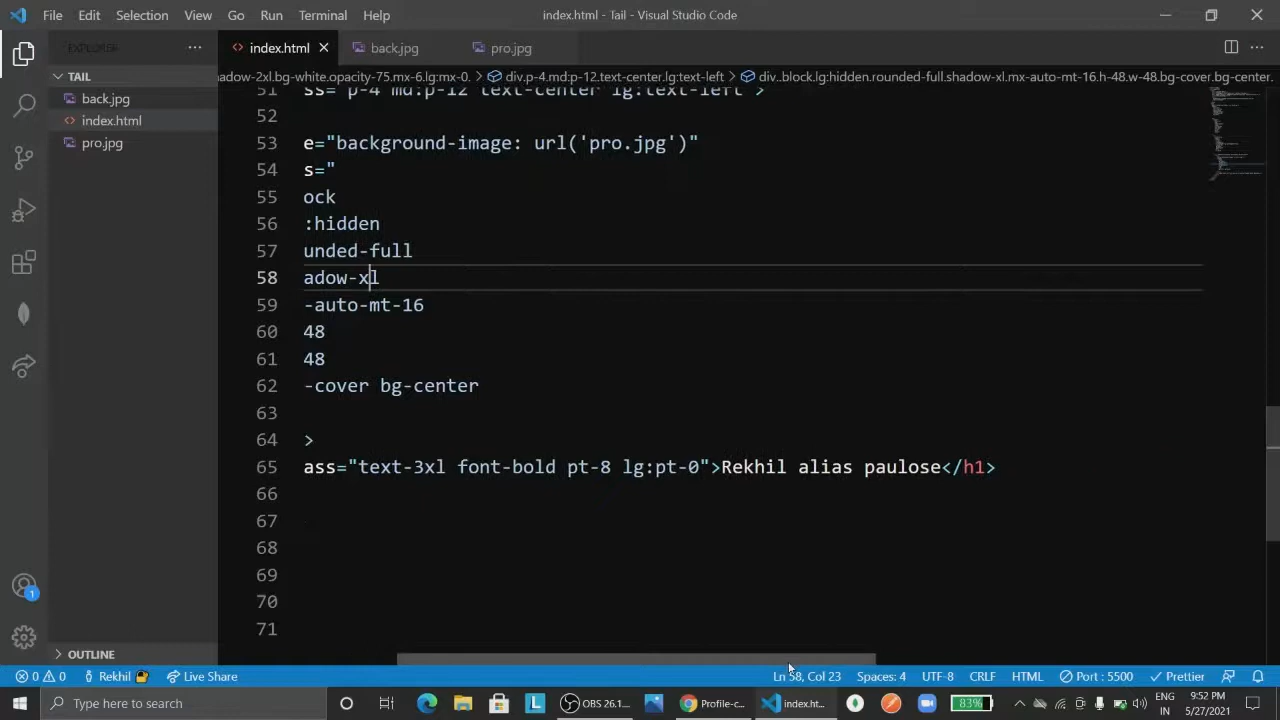 File Edit Selection View Go Run Terminal Help index.html - Tail - Visual Studio Code
EXPLORER ··· index.html back.jpg pro.jpg
TAIL
adow-2xl.bg-white.opacity-75.mx-6.lg:mx-0. > div.p-4.md:p-12.text-center.lg:text-left > div..block.lg:hidden.rounded-full.shadow-xl.mx-auto-mt-16.h-48.w-48.bg-cover.bg-center.
back.jpg
index.html
pro.jpg
51 ss="p-4 md:p-12 text-center lg:text-left">
52
53 e="background-image: url('pro.jpg')"
54 s="
55 ock
56 :hidden
57 unded-full
58 adow-xl
59 -auto-mt-16
60 48
61 48
62 -cover bg-center
63
64 >
65 ass="text-3xl font-bold pt-8 lg:pt-0">Rekhil alias paulose</h1>
66
67
68
69
70
71
1
OUTLINE
0 0 Rekhil Live Share Ln 58, Col 23 Spaces: 4 UTF-8 CRLF HTML Port : 5500 Prettier
Type here to search L OBS 26.1... Profile-c... index.ht... 83% ENG IN 9:52 PM 5/27/2021